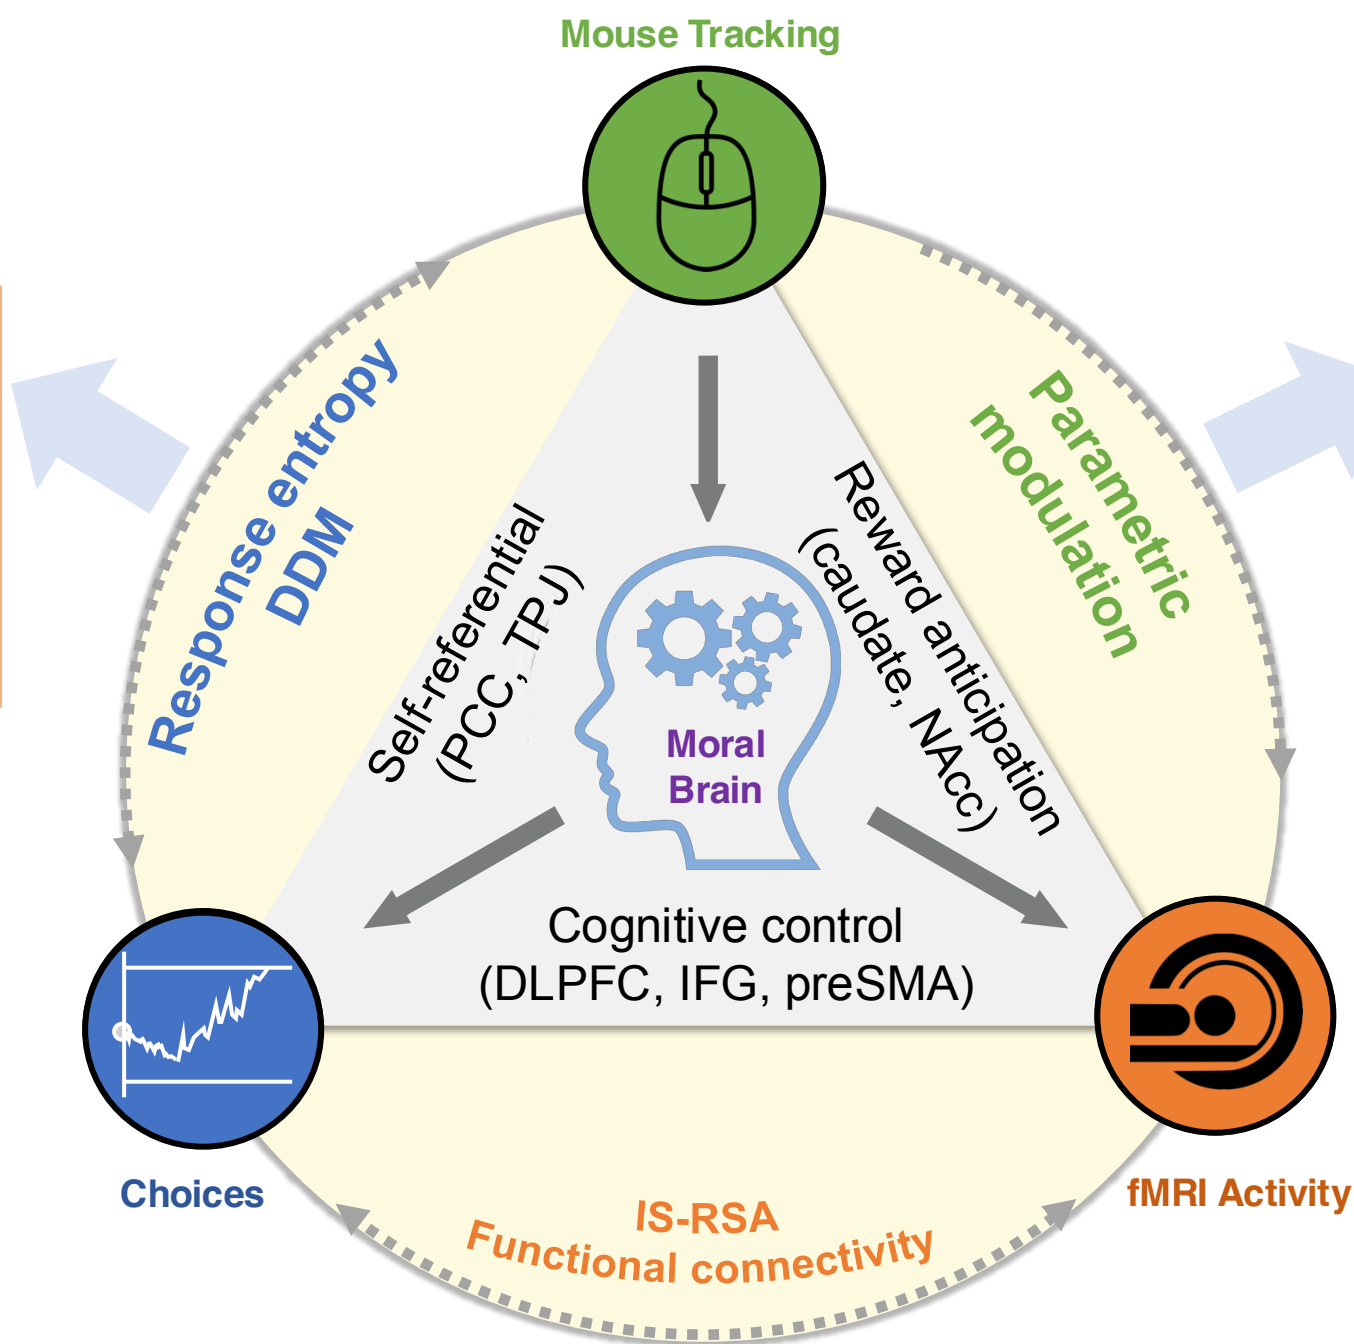 Mouse Tracking
Response entropy
DDM
Parametric
modulation
Self-referential
(PCC, TPJ)
Reward anticipation
(caudate, NAcc)
Moral
Brain
Cognitive control
(DLPFC, IFG, preSMA)
Choices
fMRI Activity
IS-RSA
Functional connectivity